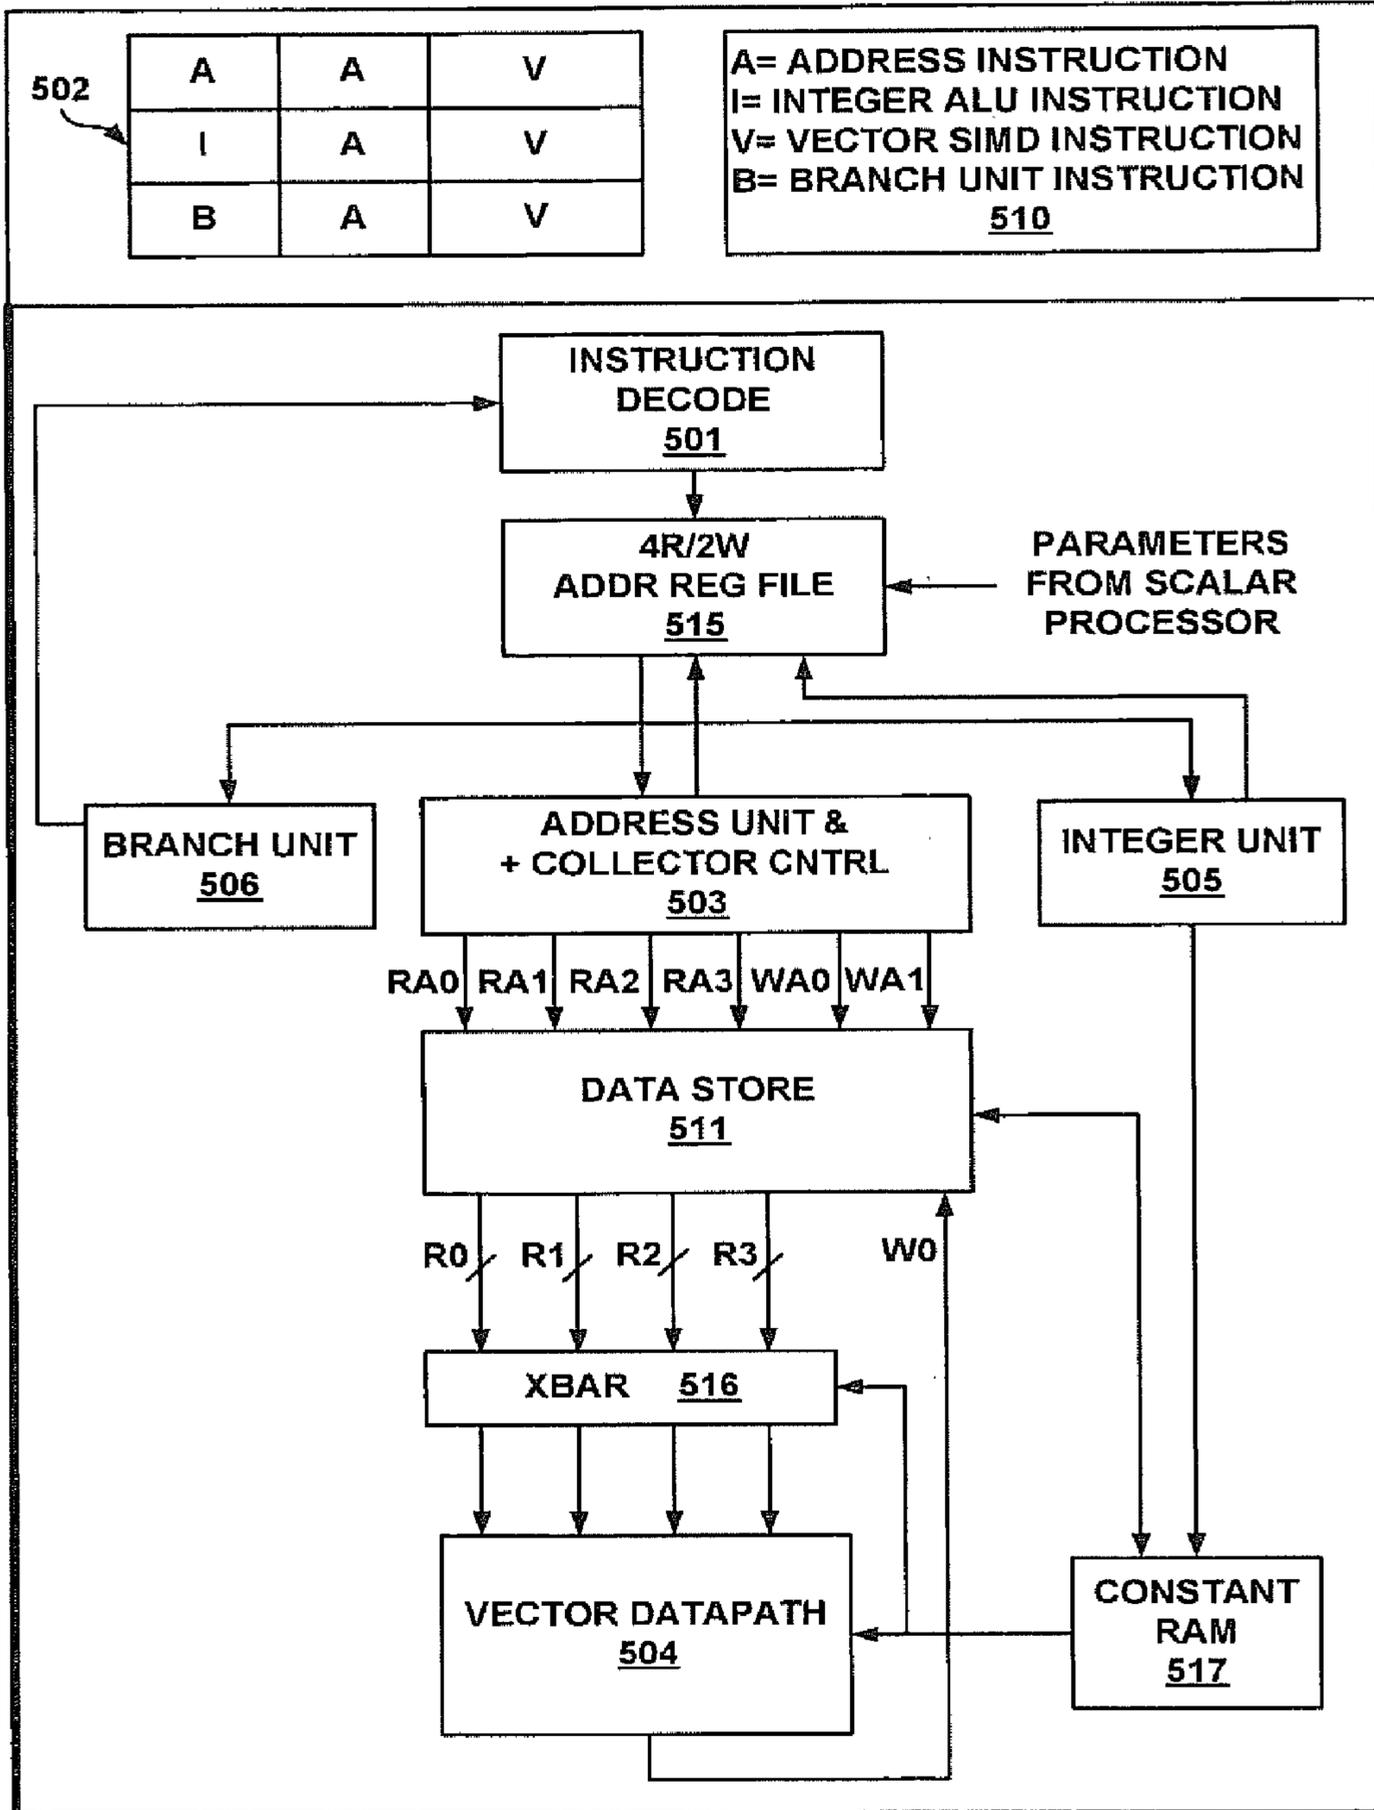 502
A A V
I A V
B A V
A= ADDRESS INSTRUCTION
I= INTEGER ALU INSTRUCTION
V= VECTOR SIMD INSTRUCTION
B= BRANCH UNIT INSTRUCTION
510
INSTRUCTION
DECODE
501
4R/2W
ADDR REG FILE
515
PARAMETERS
FROM SCALAR
PROCESSOR
BRANCH UNIT
506
ADDRESS UNIT &
+ COLLECTOR CNTRL
503
INTEGER UNIT
505
RA0 RA1 RA2 RA3 WA0 WA1
DATA STORE
511
R0 R1 R2 R3 W0
XBAR 516
VECTOR DATAPATH
504
CONSTANT
RAM
517